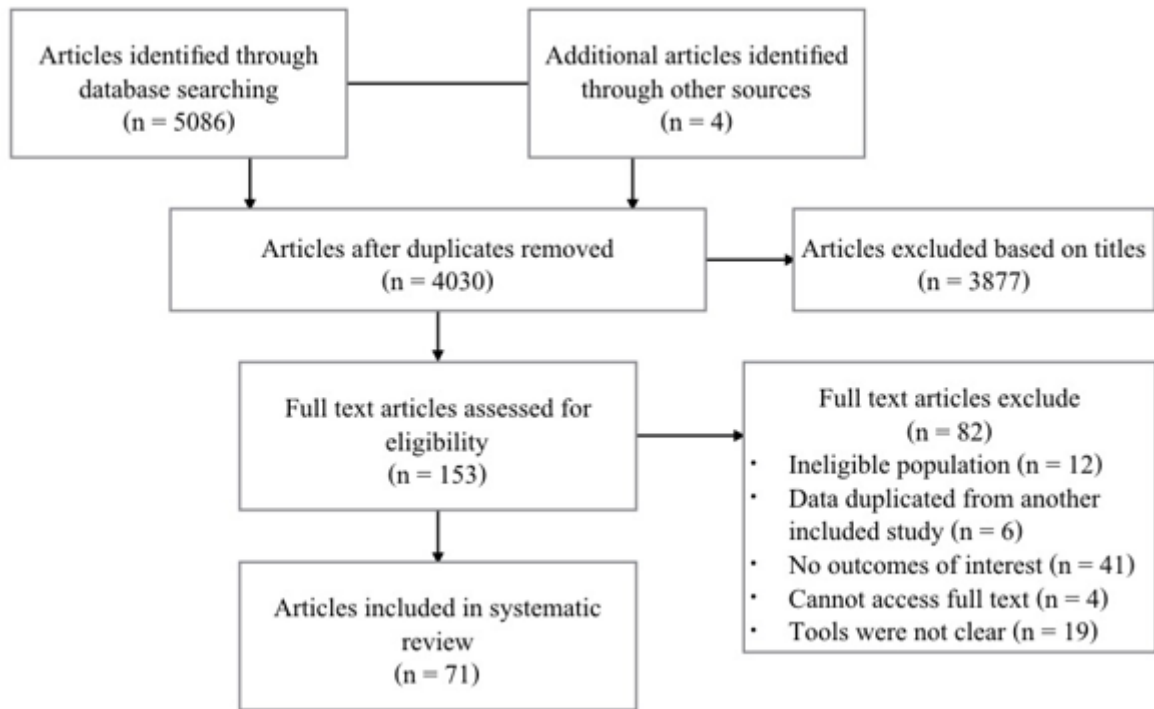 Articles identified through
database searching
(n = 5086)
Additional articles identified
through other sources
(n = 4)
Articles after duplicates removed
(n = 4030)
Articles excluded based on titles
(n = 3877)
Full text articles assessed for
eligibility
(n = 153)
Full text articles exclude
(n = 82)
· Ineligible population (n = 12)
· Data duplicated from another
included study (n = 6)
· No outcomes of interest (n = 41)
· Cannot access full text (n = 4)
· Tools were not clear (n = 19)
Articles included in systematic
review
(n = 71)